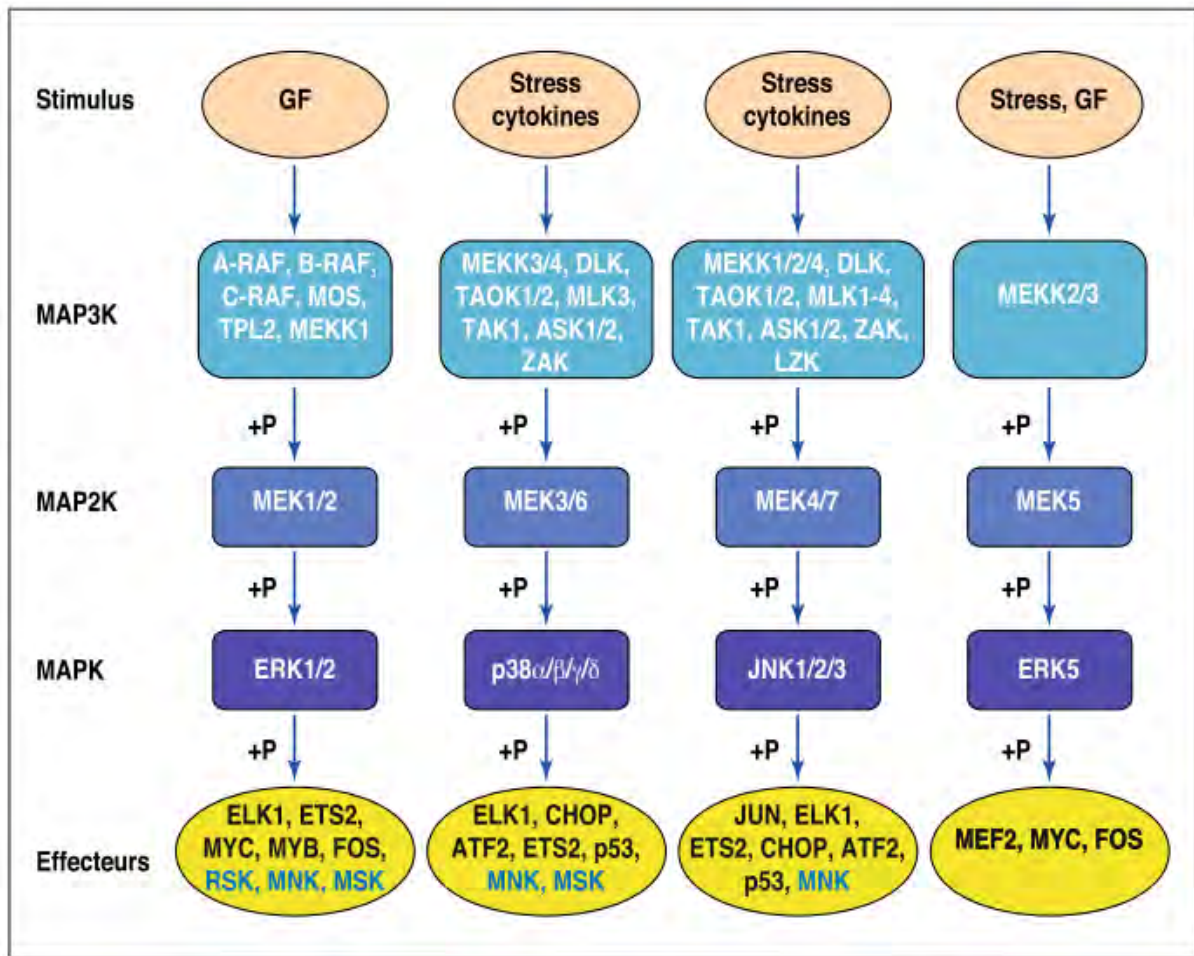 Stimulus
GF
Stress
cytokines
Stress
cytokines
Stress, GF
MAP3K
A-RAF, B-RAF,
C-RAF, MOS,
TPL2, MEKK1
MEKK3/4, DLK,
TAOK1/2, MLK3,
TAK1, ASK1/2,
ZAK
MEKK1/2/4, DLK,
TAOK1/2, MLK1-4,
TAK1, ASK1/2, ZAK,
LZK
MEKK2/3
+P
+P
+P
+P
MAP2K
MEK1/2
MEK3/6
MEK4/7
MEK5
+P
+P
+P
+P
MAPK
ERK1/2
p38α/β/γ/δ
JNK1/2/3
ERK5
+P
+P
+P
+P
Effecteurs
ELK1, ETS2,
MYC, MYB, FOS,
RSK, MNK, MSK
ELK1, CHOP,
ATF2, ETS2, p53,
MNK, MSK
JUN, ELK1,
ETS2, CHOP, ATF2,
p53, MNK
MEF2, MYC, FOS